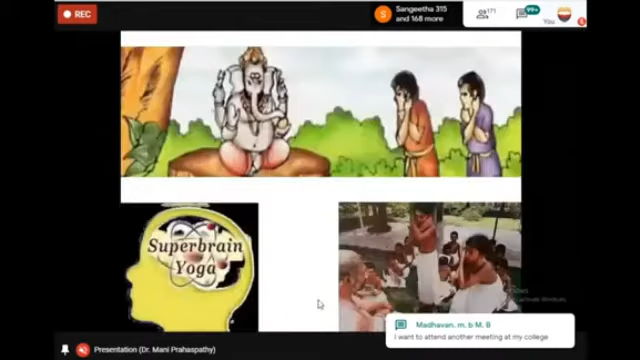 REC
Sangeetha 315
and 168 more
171
99+
You
Superbrain
Yoga
Madhavan. m. b M. B
I want to attend another meeting at my college
Presentation (Dr. Mani Prahaspathy)